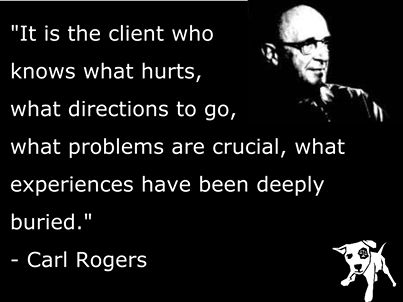 "It is the client who
knows what hurts,
what directions to go,
what problems are crucial, what
experiences have been deeply
buried."
- Carl Rogers